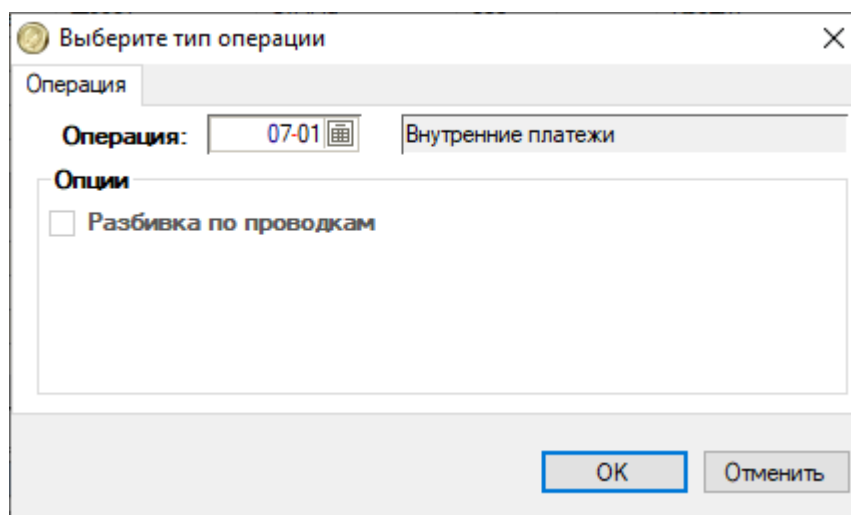 Выберите тип операции
Операция
Операция: 07-01 Внутренние платежи
Опции
Разбивка по проводкам
OK Отменить